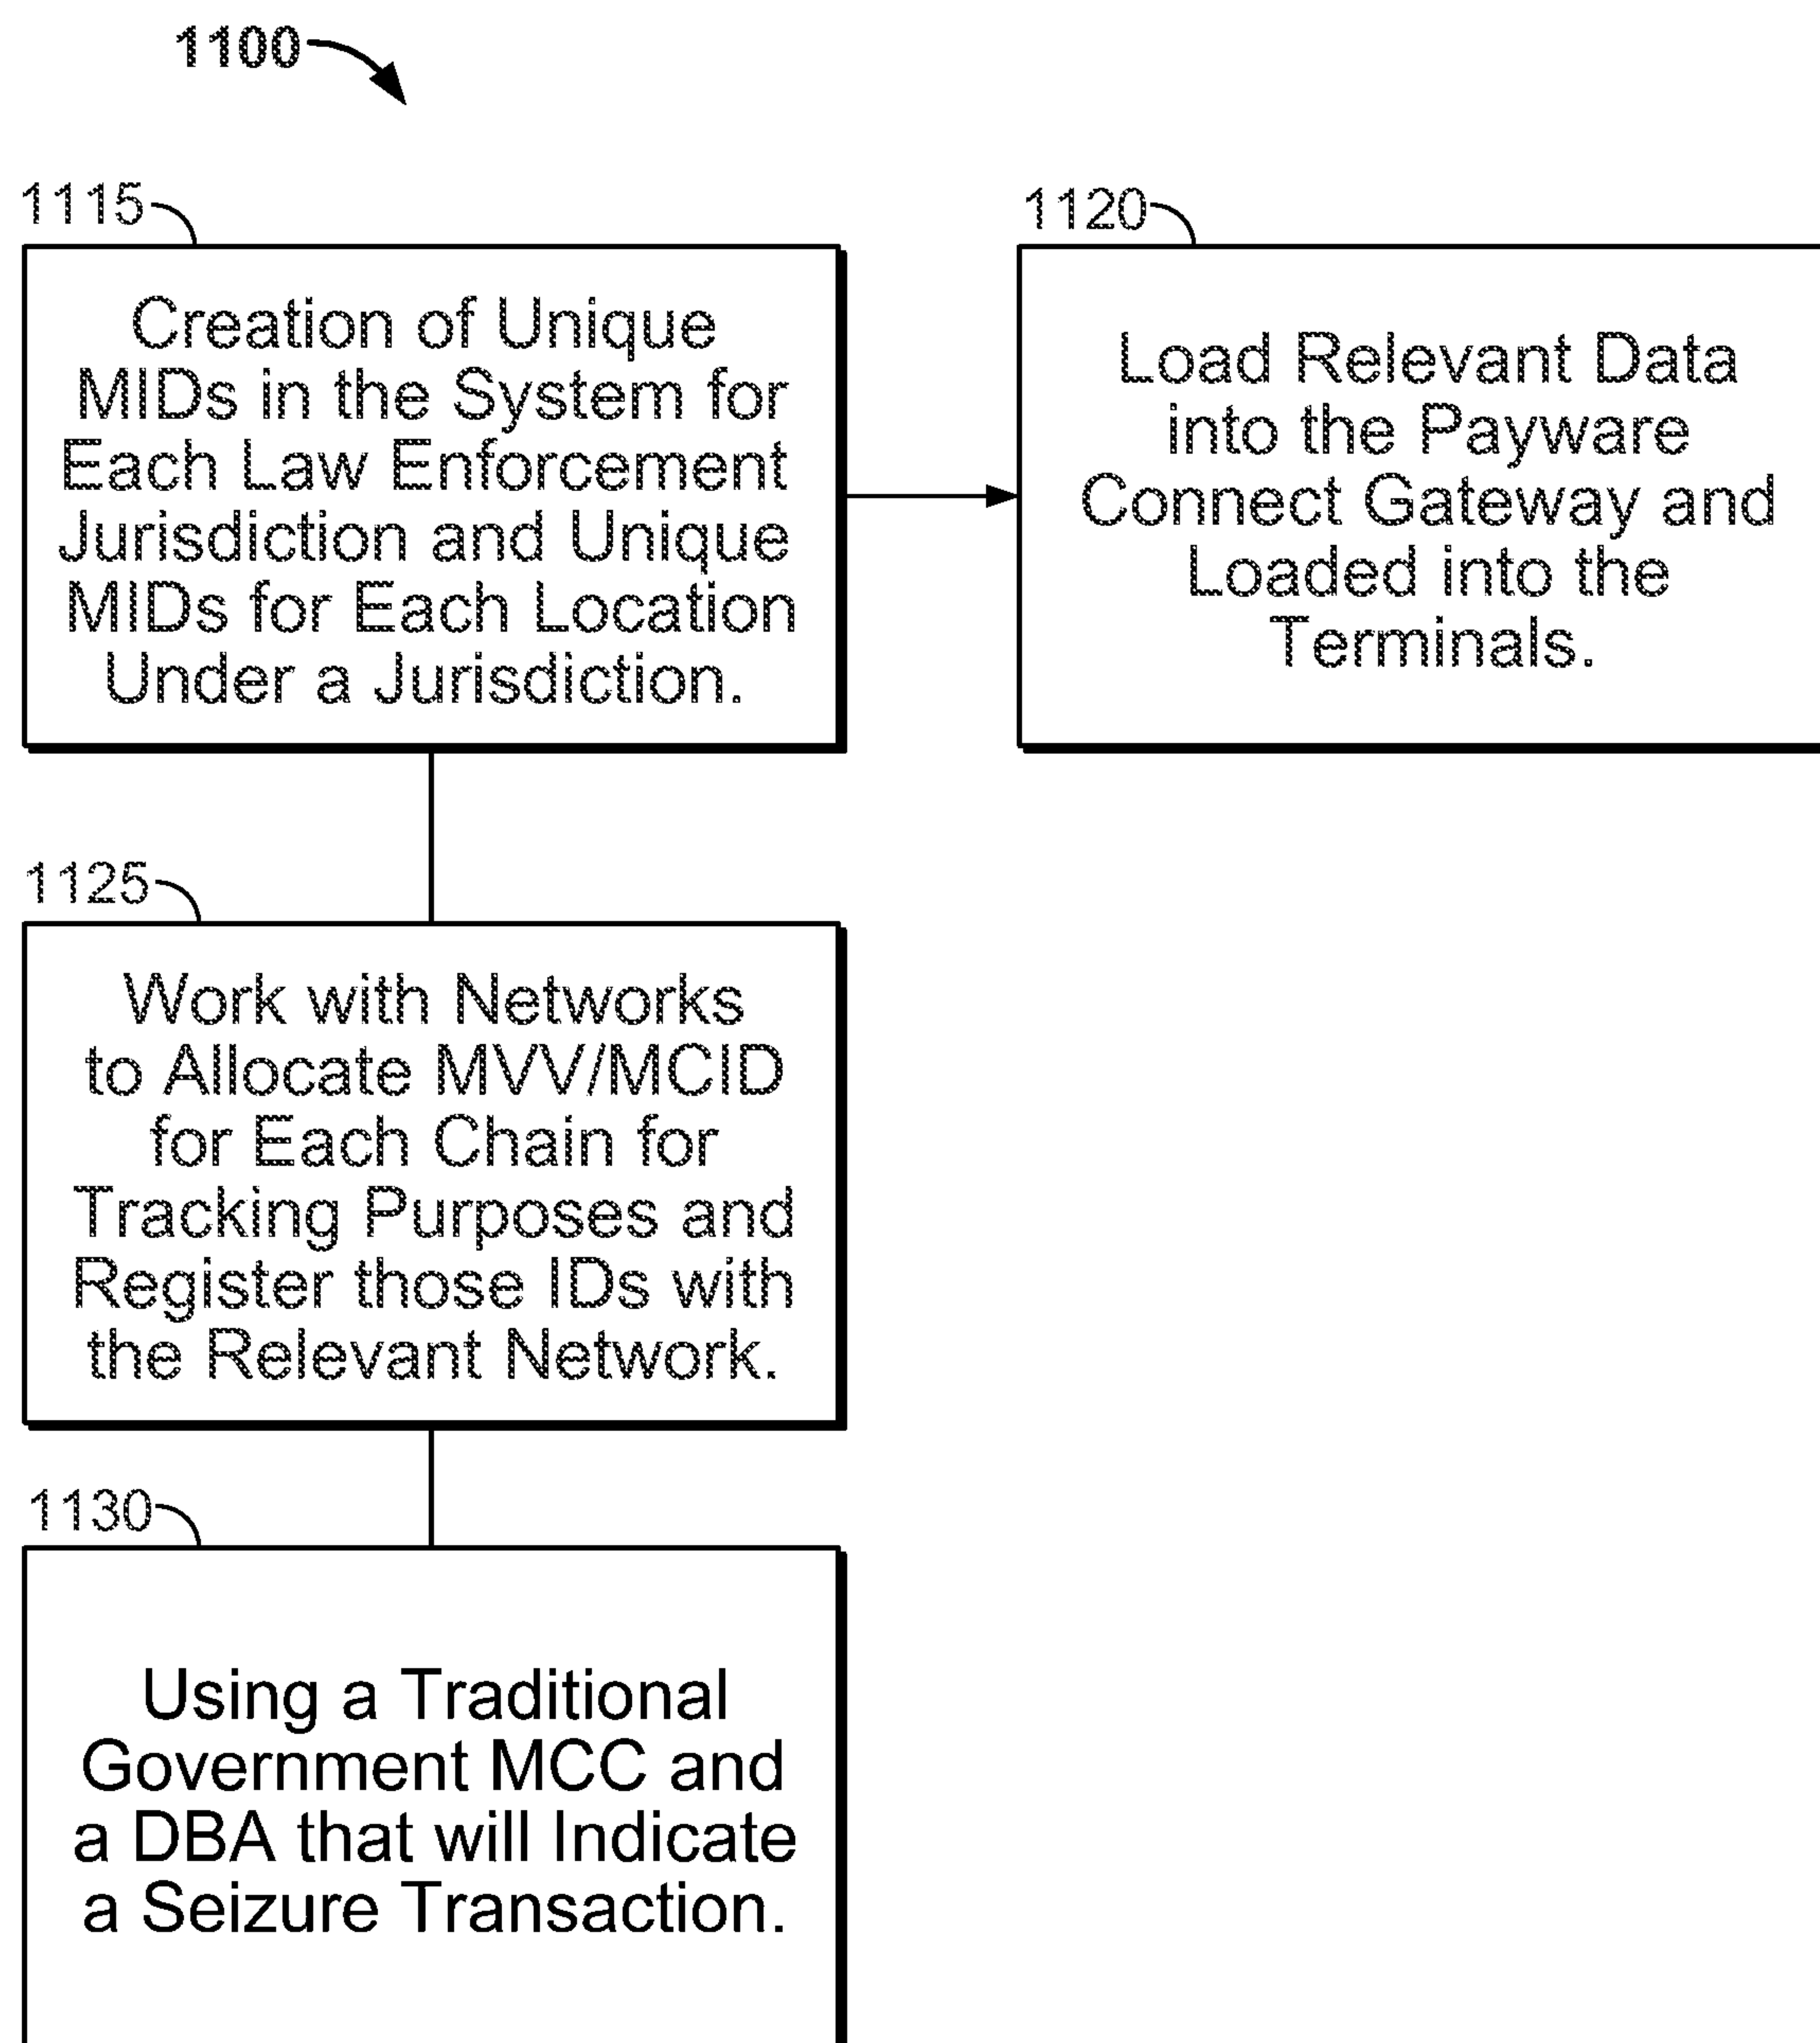 1100
1115
Creation of Unique
MIDs in the System for
Each Law Enforcement
Jurisdiction and Unique
MIDs for Each Location
Under a Jurisdiction.
1120
Load Relevant Data
into the Payware
Connect Gateway and
Loaded into the
Terminals.
1125
Work with Networks
to Allocate MVV/MCID
for Each Chain for
Tracking Purposes and
Register those IDs with
the Relevant Network.
1130
Using a Traditional
Government MCC and
a DBA that will Indicate
a Seizure Transaction.